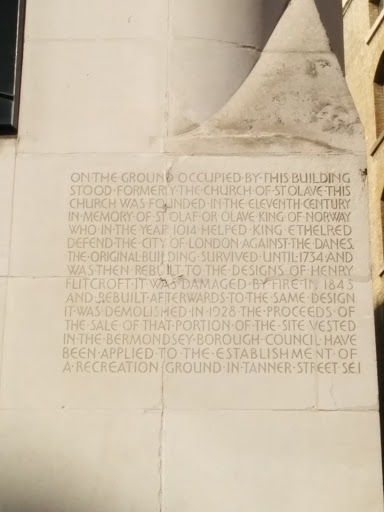 ON·THE GROUND OCCUPIED·BY·THIS BUILDING
STOOD·FORMERLY·THE·CHURCH·OF·ST OLAVE·THIS
CHURCH WAS FOUNDED IN THE ELEVENTH·CENTURY
IN·MEMORY·OF·ST OLAF·OR OLAVE·KING OF NORWAY
WHO·IN THE YEAR 1014 HELPED·KING ETHELRED
DEFEND·THE·CITY OF LONDON AGAINST·THE DANES.
THE·ORIGINAL·BUILDING·SURVIVED·UNTIL·1734·AND
WAS THEN REBUILT·TO THE DESIGNS OF HENRY
FLITCROFT·IT WAS DAMAGED BY FIRE·IN·1843
AND·REBUILT·AFTERWARDS·TO·THE SAME DESIGN
IT·WAS·DEMOLISHED·IN·1928 THE·PROCEEDS OF
THE SALE OF THAT·PORTION OF THE SITE VESTED
IN THE·BERMONDSEY·BOROUGH·COUNCIL·HAVE
BEEN·APPLIED TO·THE·ESTABLISHMENT OF
A·RECREATION·GROUND·IN·TANNER·STREET·SE.1